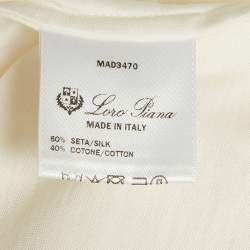 MAD3470
Loro Piana
MADE IN ITALY
60% SETA/SILK
40% COTONE/COTTON